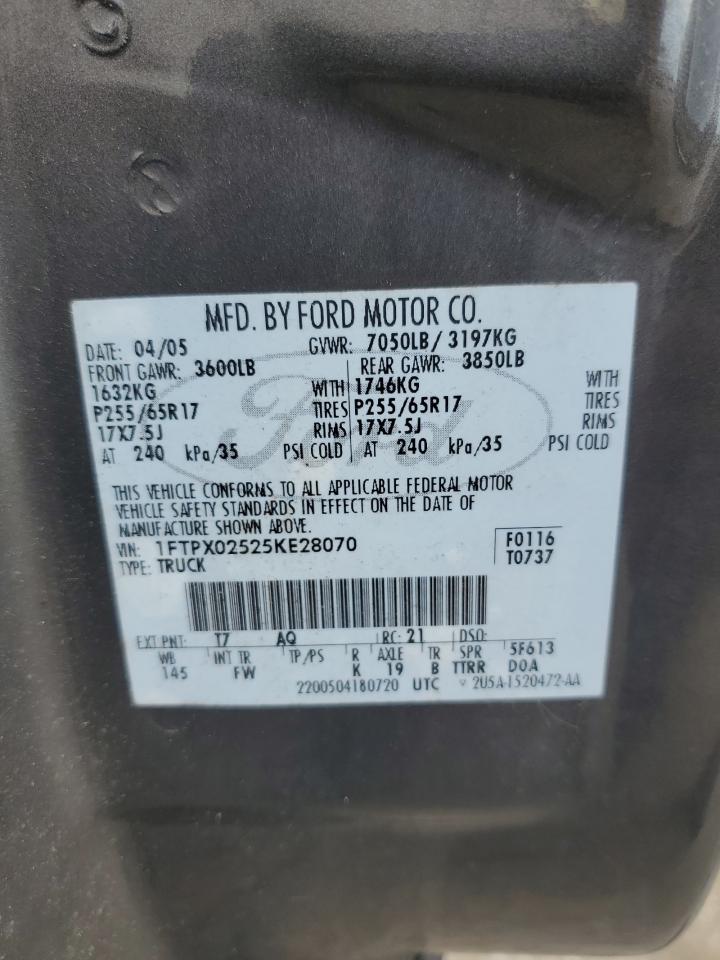 MFD. BY FORD MOTOR CO.
DATE: 04/05 GVWR: 7050LB/ 3197KG
FRONT GAWR: 3600LB REAR GAWR: 3850LB
1632KG WITH 1746KG WITH
P255/65R17 TIRES P255/65R17 TIRES
17X7.5J RIMS 17X7.5J RIMS
AT 240 kPa/35 PSI COLD AT 240 kPa/35 PSI COLD
Ford
THIS VEHICLE CONFORMS TO ALL APPLICABLE FEDERAL MOTOR
VEHICLE SAFETY STANDARDS IN EFFECT ON THE DATE OF
MANUFACTURE SHOWN ABOVE.
VIN: 1FTPX02525KE28070 F0116
TYPE: TRUCK T0737
EXT PNT: T7 AQ RC: 21 DSO:
WB INT TR TP/PS R AXLE TR SPR 5F613
145 FW K 19 B TTRR DOA
2200504180720 UTC 2U5A-1520472-AA